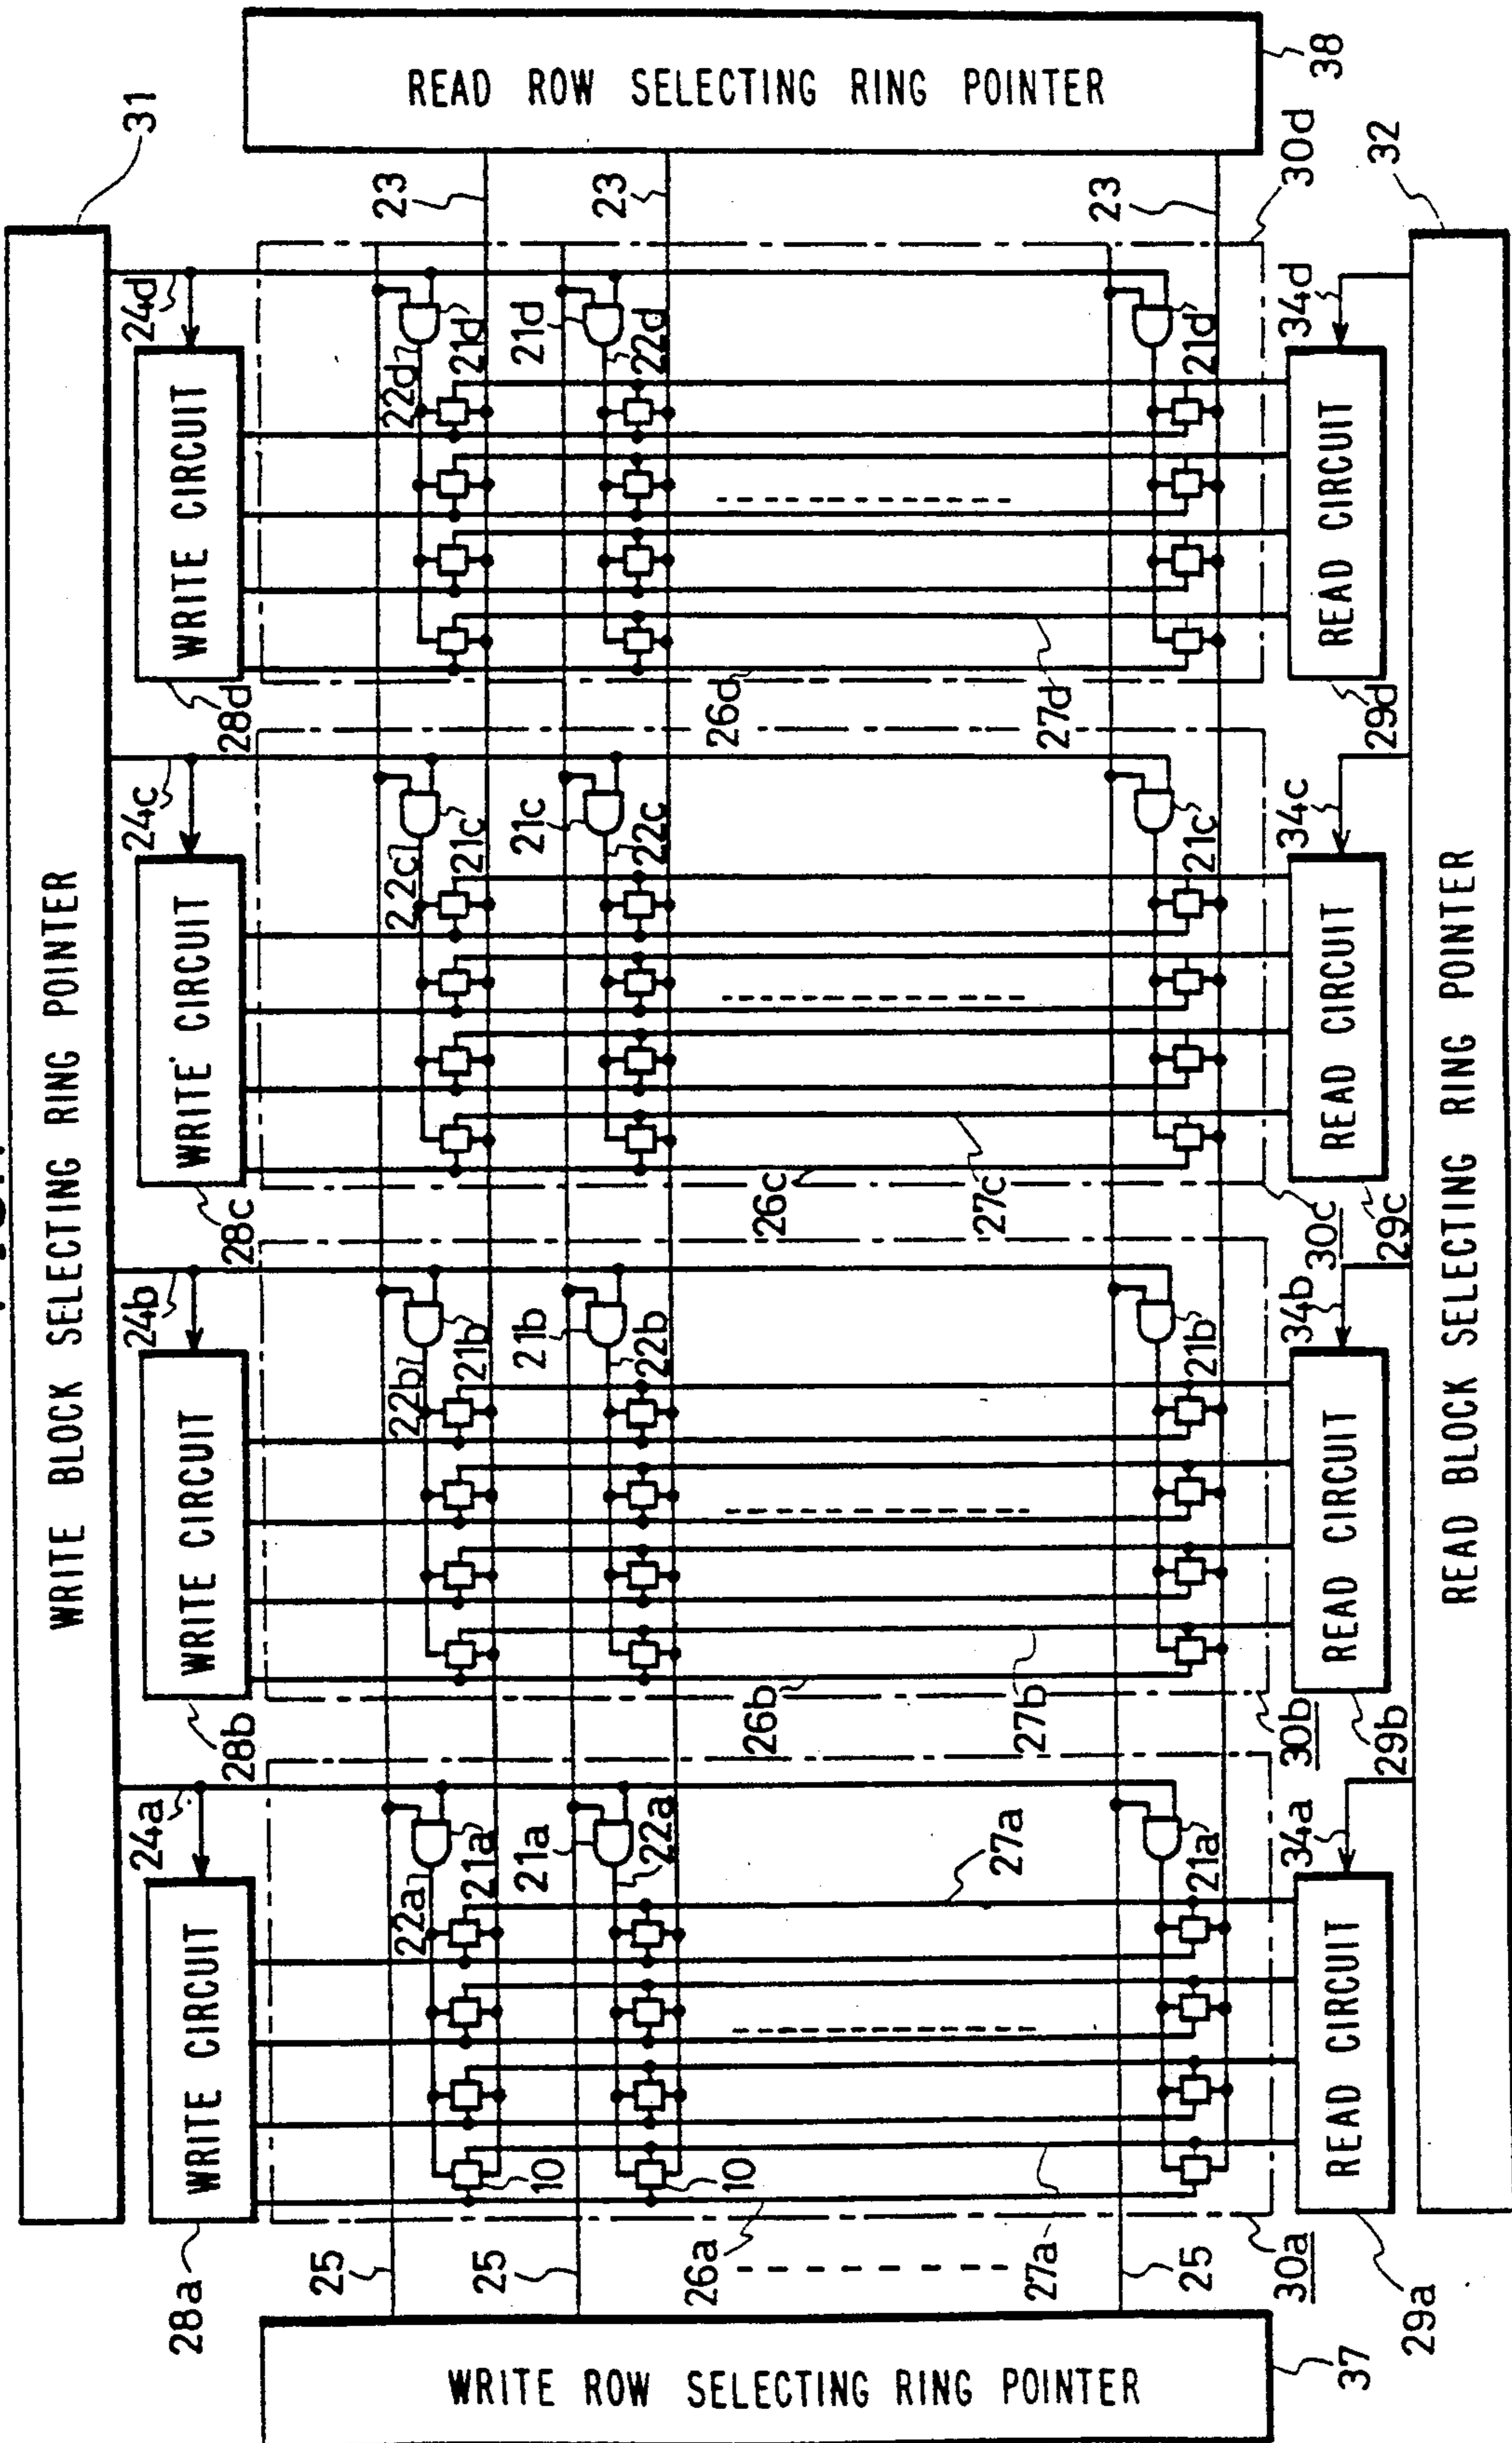 WRITE BLOCK SELECTING RING POINTER
31
READ ROW SELECTING RING POINTER
38
24a
24b
24c
24d
WRITE CIRCUIT
WRITE CIRCUIT
WRITE CIRCUIT
WRITE CIRCUIT
28a
28b
28c
28d
25
22a
21a
22b
21b
22c
21c
22d
21d
23
10
25
21a
22a
21b
22b
21c
22c
21d
22d
23
10
26a
27a
26b
26c
26d
27a
27b
27c
27d
25
21a
21b
21c
21d
23
30a
30b
30c
30d
34a
34b
34c
34d
READ CIRCUIT
READ CIRCUIT
READ CIRCUIT
READ CIRCUIT
29a
29b
29c
29d
32
WRITE ROW SELECTING RING POINTER
37
READ BLOCK SELECTING RING POINTER